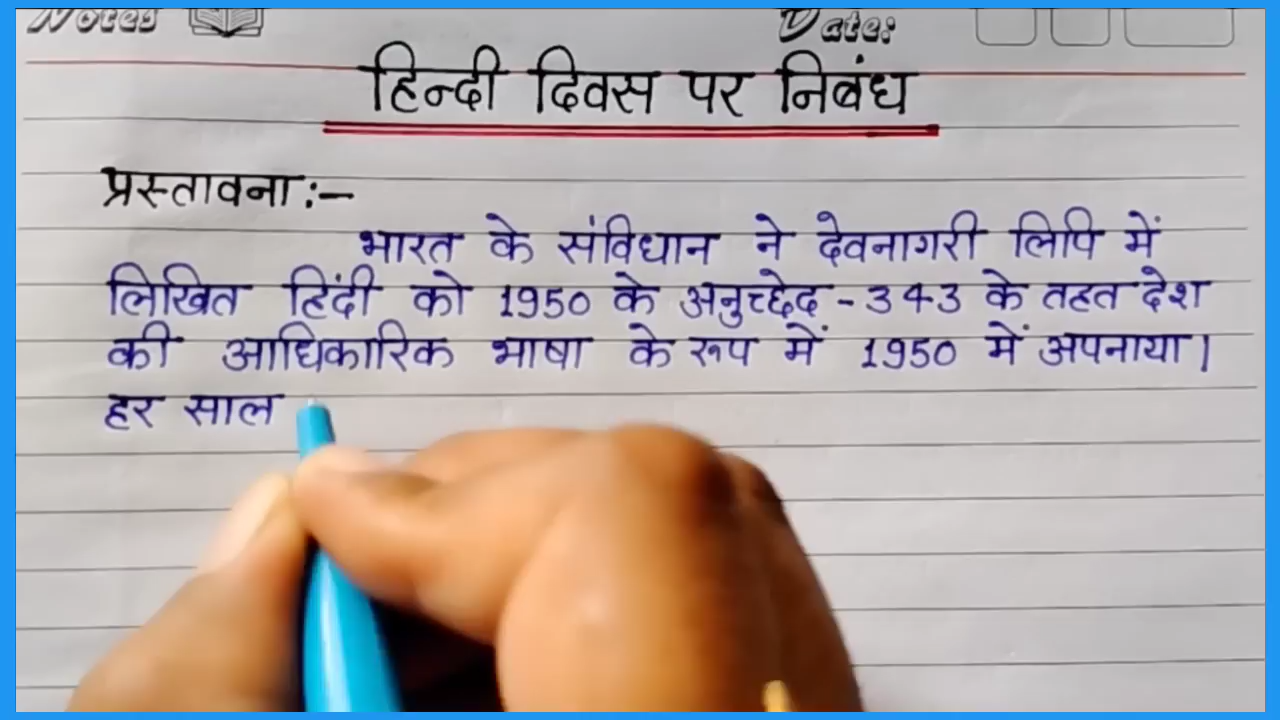 Notes
Date:
हिन्दी दिवस पर निबंध
प्रस्तावना:-
भारत के संविधान ने देवनागरी लिपि में
लिखित हिंदी को 1950 के अनुच्छेद-343 के तहत देश
की आधिकारिक भाषा के रूप में 1950 में अपनाया।
हर साल